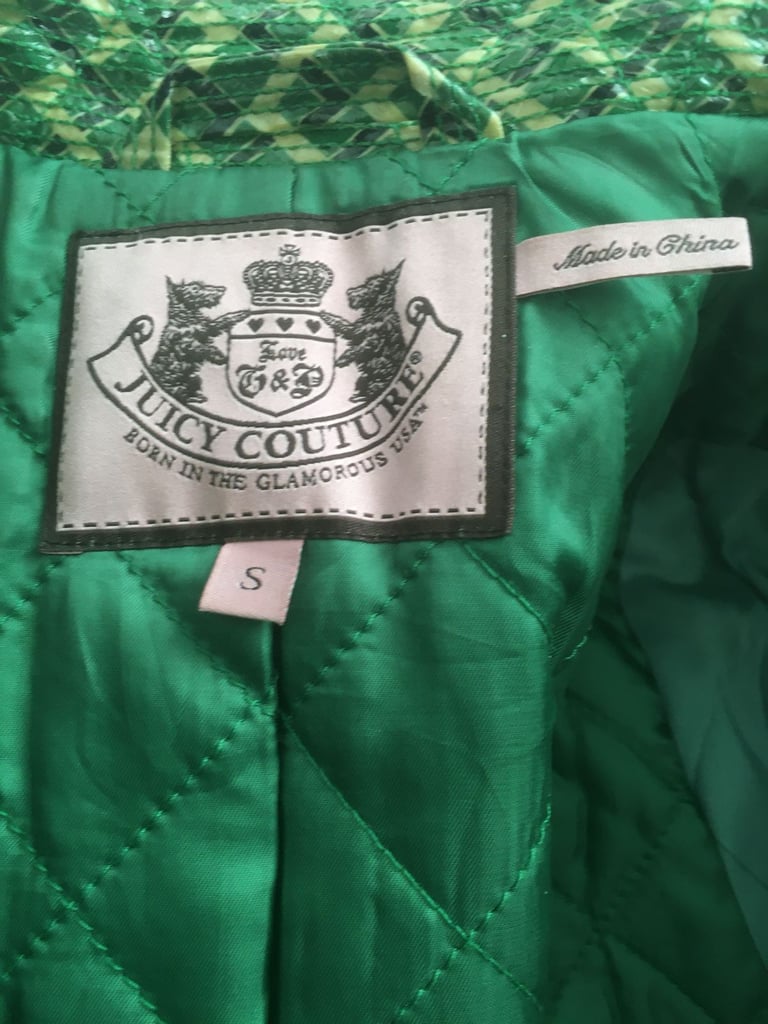 Love
G&P
JUICY COUTURE®
BORN IN THE GLAMOROUS USA™
Made in China
S